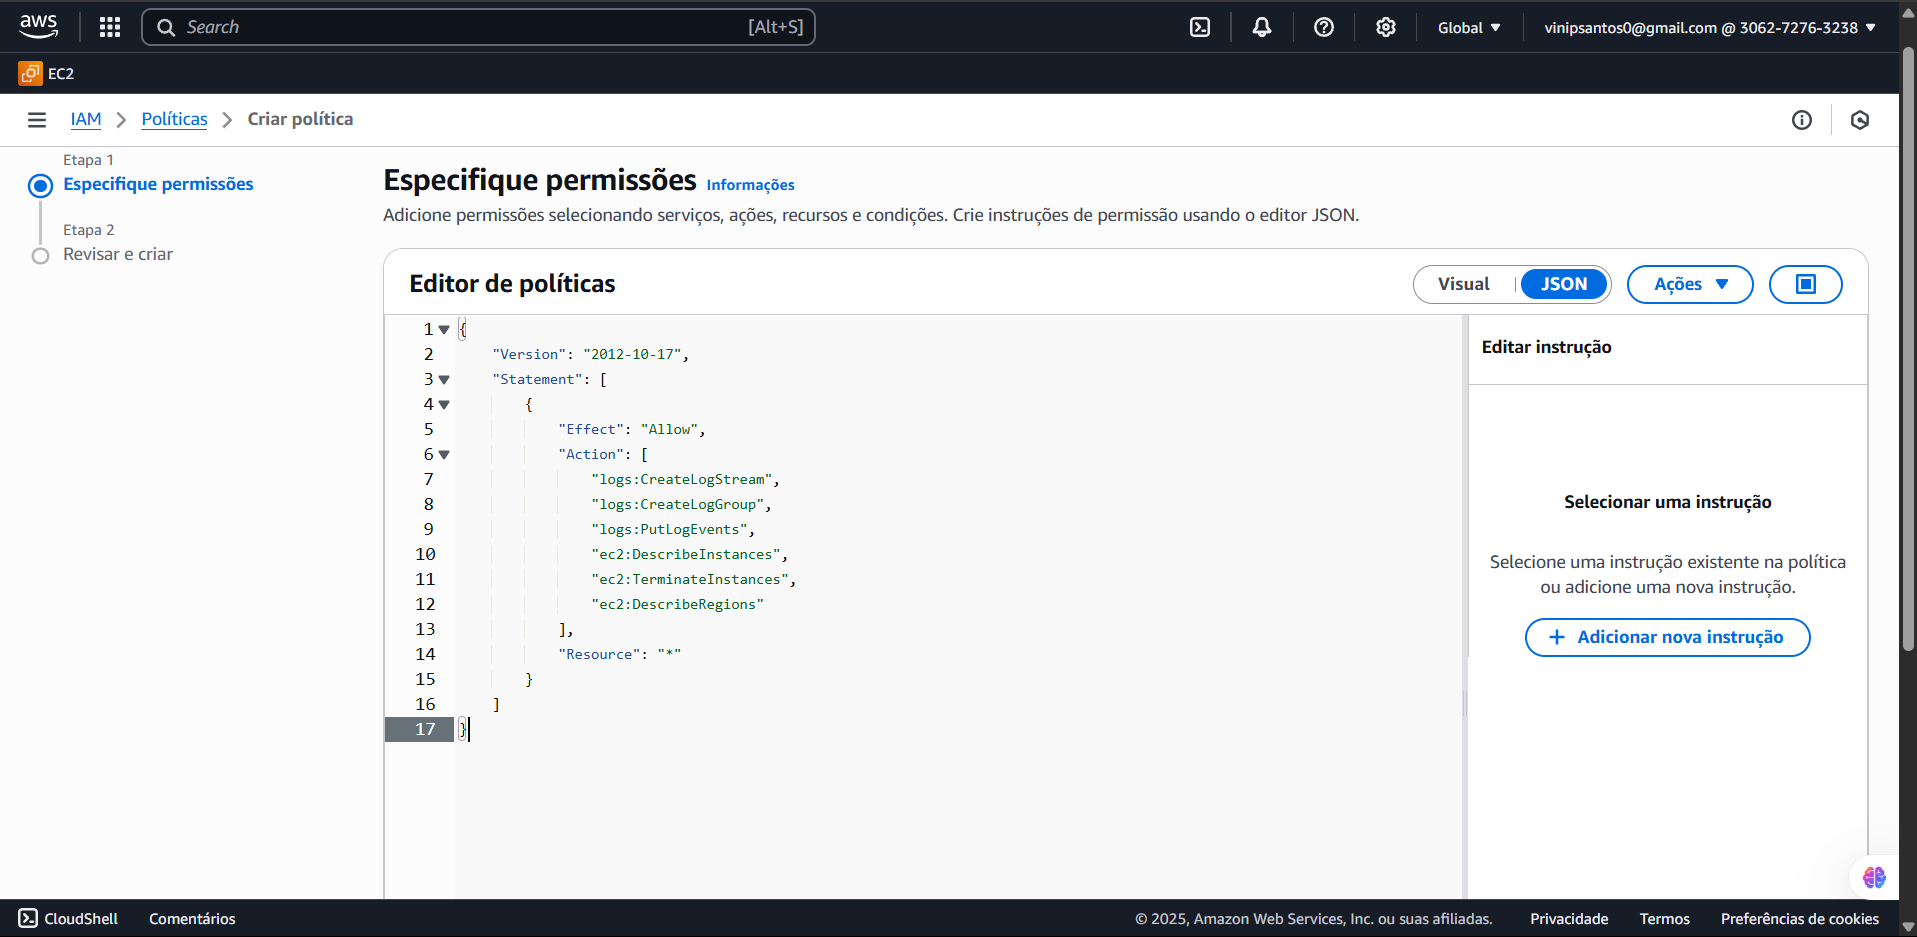 aws
Search [Alt+S]
Global
vinipsantos0@gmail.com @ 3062-7276-3238
EC2
IAM
Políticas
Criar política
Etapa 1
Especifique permissões
Etapa 2
Revisar e criar
Especifique permissões Informações
Adicione permissões selecionando serviços, ações, recursos e condições. Crie instruções de permissão usando o editor JSON.
Editor de políticas
Visual
JSON
Ações
1 {
2 "Version": "2012-10-17",
3 "Statement": [
4 {
5 "Effect": "Allow",
6 "Action": [
7 "logs:CreateLogStream",
8 "logs:CreateLogGroup",
9 "logs:PutLogEvents",
10 "ec2:DescribeInstances",
11 "ec2:TerminateInstances",
12 "ec2:DescribeRegions"
13 ],
14 "Resource": "*"
15 }
16 ]
17 }
Editar instrução
Selecionar uma instrução
Selecione uma instrução existente na política
ou adicione uma nova instrução.
+ Adicionar nova instrução
CloudShell
Comentários
© 2025, Amazon Web Services, Inc. ou suas afiliadas.
Privacidade
Termos
Preferências de cookies